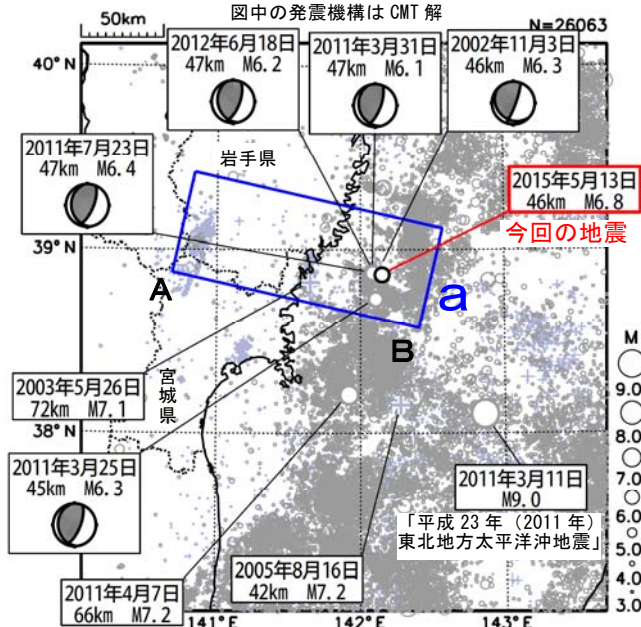 図中の発震機構は CMT 解
50km
N=26063
40°N
2012年6月18日
47km M6.2
2011年3月31日
47km M6.1
2002年11月3日
46km M6.3
2011年7月23日
47km M6.4
岩手県
2015年5月13日
46km M6.8
今回の地震
39°N
A
a
B
M
2003年5月26日
72km M7.1
宮城県
9.0
38°N
8.0
2011年3月25日
45km M6.3
2011年3月11日
M9.0
7.0
「平成 23 年(2011 年)
東北地方太平洋沖地震」
6.0
5.0
2011年4月7日
66km M7.2
2005年8月16日
42km M7.2
4.0
3.0
141°E
142°E
143°E